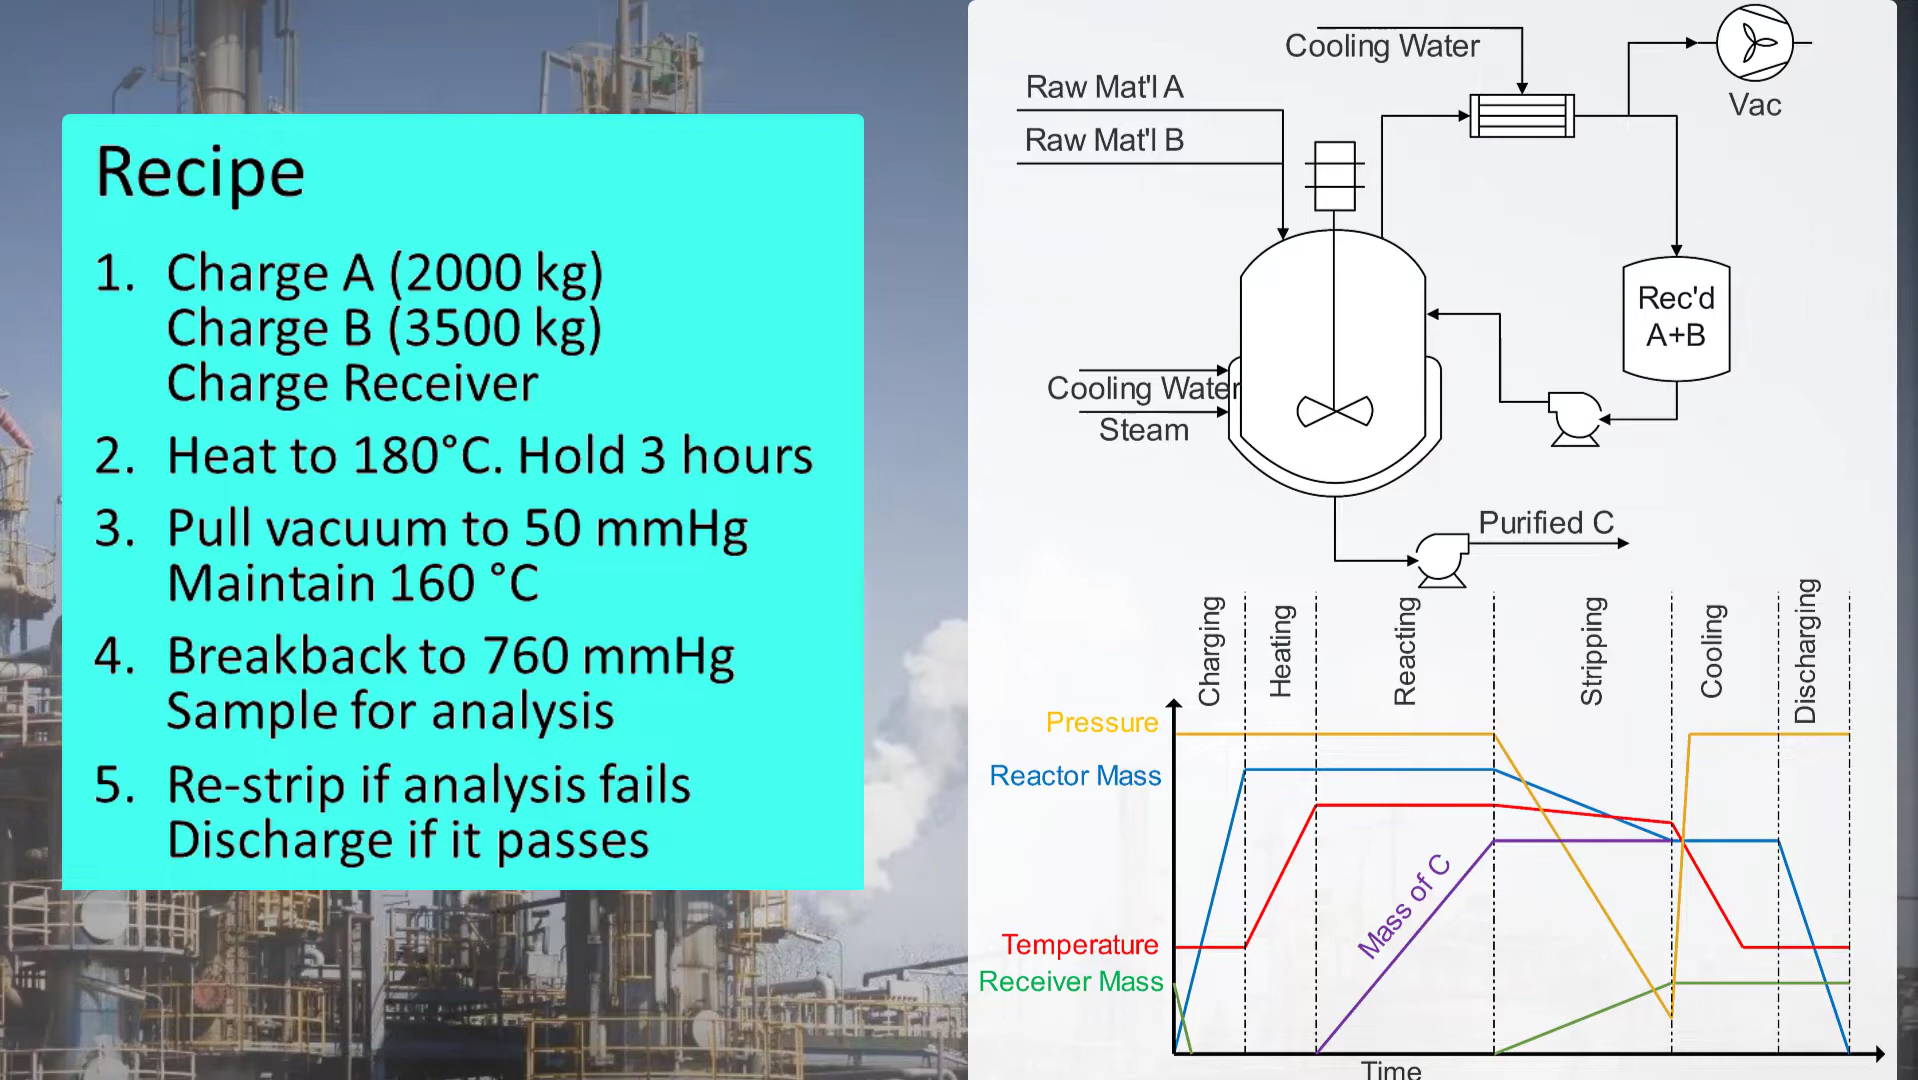 Recipe
1. Charge A (2000 kg)
Charge B (3500 kg)
Charge Receiver
2. Heat to 180°C. Hold 3 hours
3. Pull vacuum to 50 mmHg
Maintain 160 °C
4. Breakback to 760 mmHg
Sample for analysis
5. Re-strip if analysis fails
Discharge if it passes
Cooling Water
Raw Mat'l A
Vac
Raw Mat'l B
Rec'd
A+B
Cooling Water
Steam
Purified C
Charging
Heating
Reacting
Stripping
Cooling
Discharging
Pressure
Reactor Mass
Mass of C
Temperature
Receiver Mass
Time